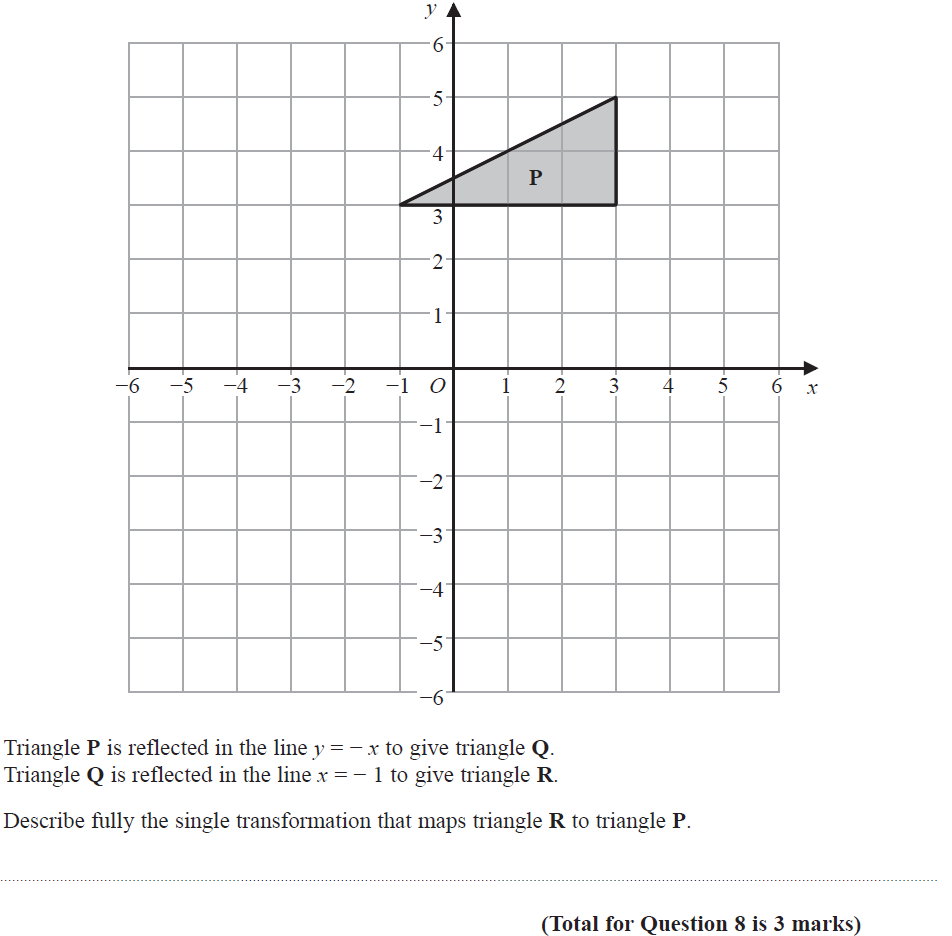 y
6
5
4
P
3
2
1
−6 −5 −4 −3 −2 −1 O 1 2 3 4 5 6 x
−1
−2
−3
−4
−5
−6
Triangle P is reflected in the line y = − x to give triangle Q.
Triangle Q is reflected in the line x = − 1 to give triangle R.
Describe fully the single transformation that maps triangle R to triangle P.
(Total for Question 8 is 3 marks)